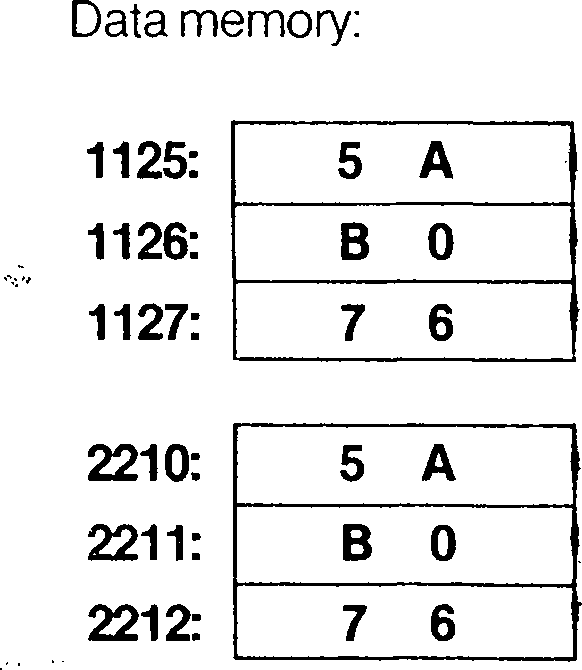 Data memory:
1125: 5 A
1126: B 0
1127: 7 6
2210: 5 A
2211: B 0
2212: 7 6